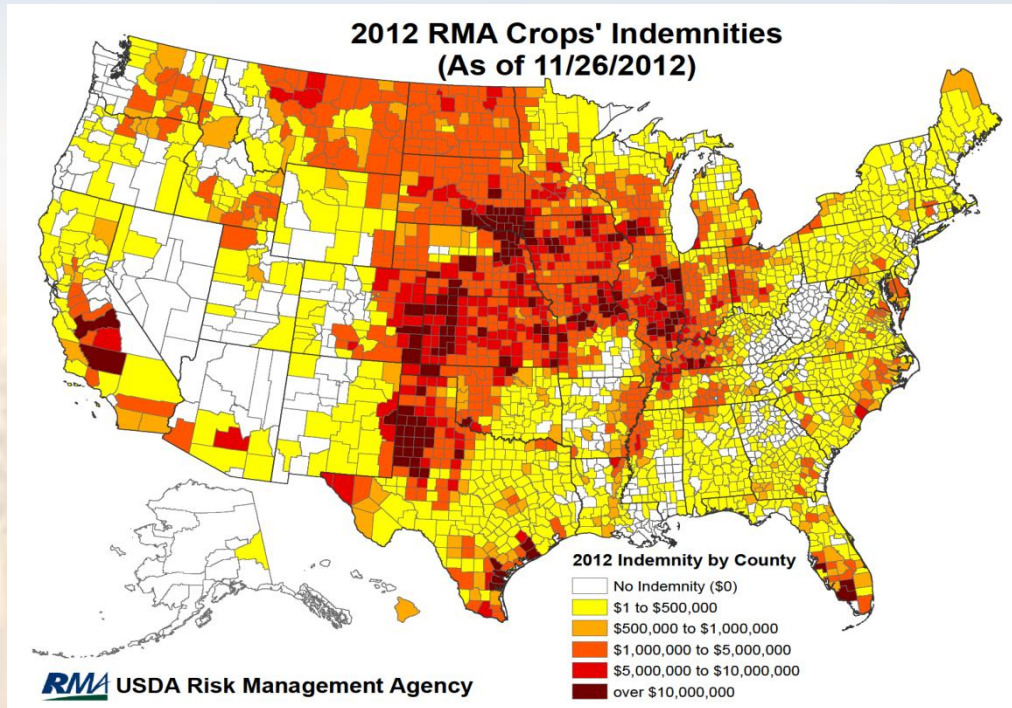 2012 RMA Crops' Indemnities
(As of 11/26/2012)
2012 Indemnity by County
No Indemnity ($0)
$1 to $500,000
$500,000 to $1,000,000
$1,000,000 to $5,000,000
$5,000,000 to $10,000,000
over $10,000,000
RMA USDA Risk Management Agency